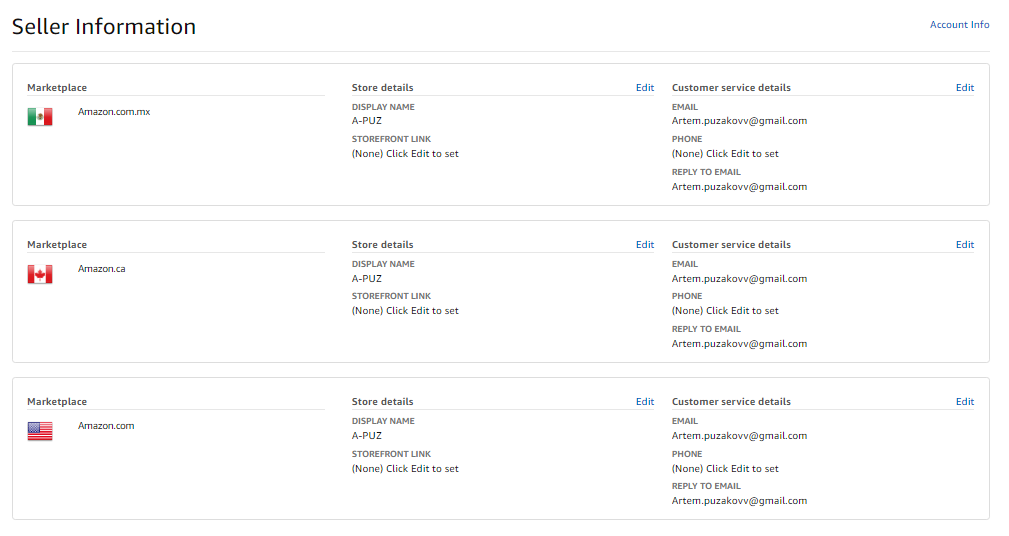 Seller Information
Account Info
Marketplace
Amazon.com.mx
Store details
Edit
DISPLAY NAME
A-PUZ
STOREFRONT LINK
(None) Click Edit to set
Customer service details
Edit
EMAIL
Artem.puzakovv@gmail.com
PHONE
(None) Click Edit to set
REPLY TO EMAIL
Artem.puzakovv@gmail.com
Marketplace
Amazon.ca
Store details
Edit
DISPLAY NAME
A-PUZ
STOREFRONT LINK
(None) Click Edit to set
Customer service details
Edit
EMAIL
Artem.puzakovv@gmail.com
PHONE
(None) Click Edit to set
REPLY TO EMAIL
Artem.puzakovv@gmail.com
Marketplace
Amazon.com
Store details
Edit
DISPLAY NAME
A-PUZ
STOREFRONT LINK
(None) Click Edit to set
Customer service details
Edit
EMAIL
Artem.puzakovv@gmail.com
PHONE
(None) Click Edit to set
REPLY TO EMAIL
Artem.puzakovv@gmail.com